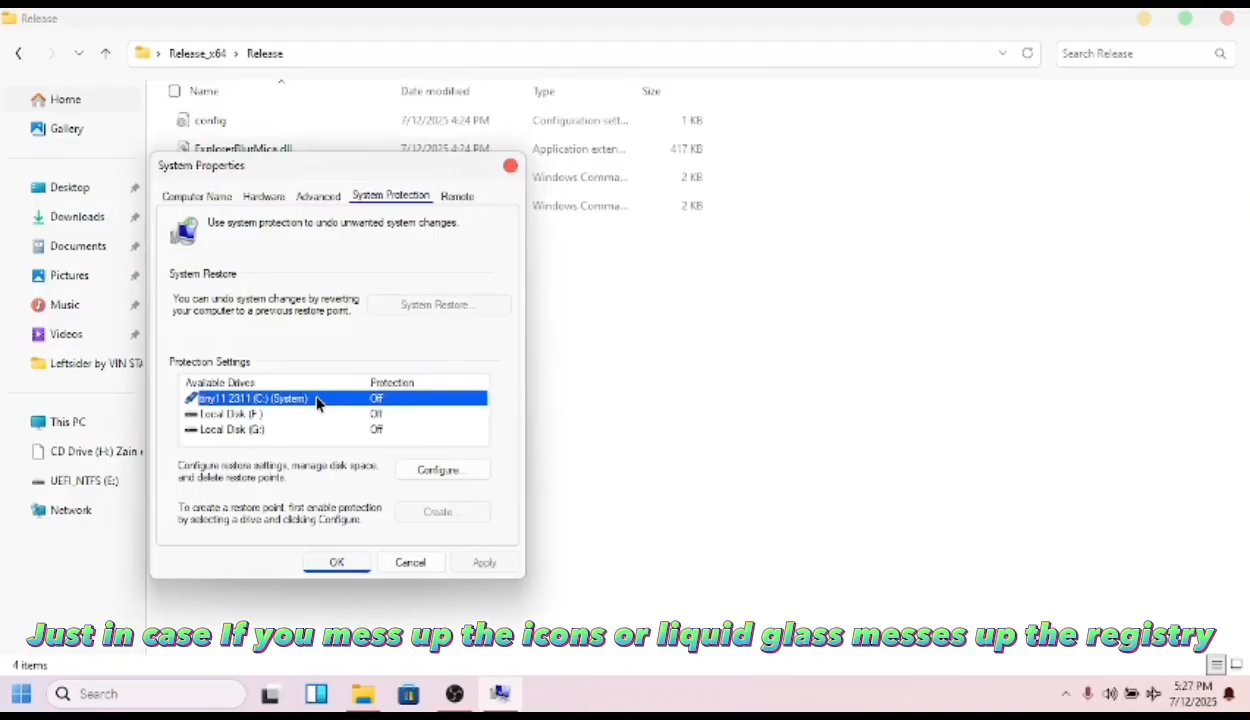 Release
Release_x64 > Release
Search Release
Name Date modified Type Size
Home
Gallery
Desktop
Downloads
Documents
Pictures
Music
Videos
Leftsider by VIN STA
This PC
CD Drive (H:) Zain
UEFI_NTFS (E:)
Network
config 7/12/2025 4:24 PM Configuration sett... 1 KB
ExplorerBlurMica.dll 7/12/2025 4:24 PM Application exten... 417 KB
Windows Comma... 2 KB
Windows Comma... 2 KB
System Properties
Computer Name Hardware Advanced System Protection Remote
Use system protection to undo unwanted system changes.
System Restore
You can undo system changes by reverting
your computer to a previous restore point.
System Restore...
Protection Settings
Available Drives Protection
tiny11 2311 (C:) (System) Off
Local Disk (F:) Off
Local Disk (G:) Off
Configure restore settings, manage disk space,
and delete restore points.
Configure...
To create a restore point, first enable protection
by selecting a drive and clicking Configure.
Create...
OK Cancel Apply
Just in case If you mess up the icons or liquid glass messes up the registry
4 items
Search
5:27 PM
7/12/2025